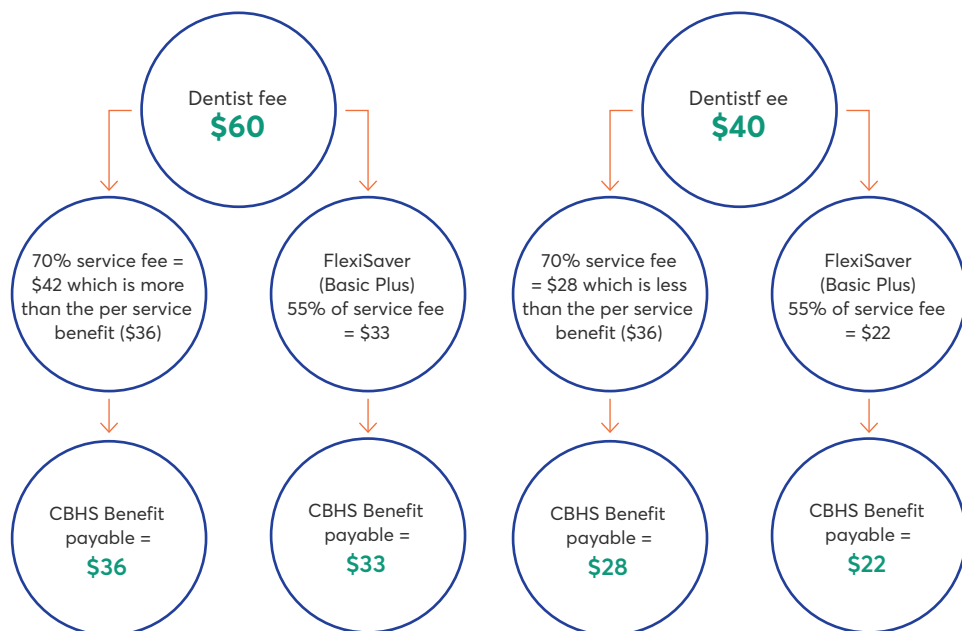 Dentist fee
$60
70% service fee =
$42 which is more
than the per service
benefit ($36)
FlexiSaver
(Basic Plus)
55% of service fee
= $33
CBHS Benefit
payable =
$36
CBHS Benefit
payable =
$33
Dentistf ee
$40
70% service fee
= $28 which is less
than the per service
benefit ($36)
FlexiSaver
(Basic Plus)
55% of service fee
= $22
CBHS Benefit
payable =
$28
CBHS Benefit
payable =
$22